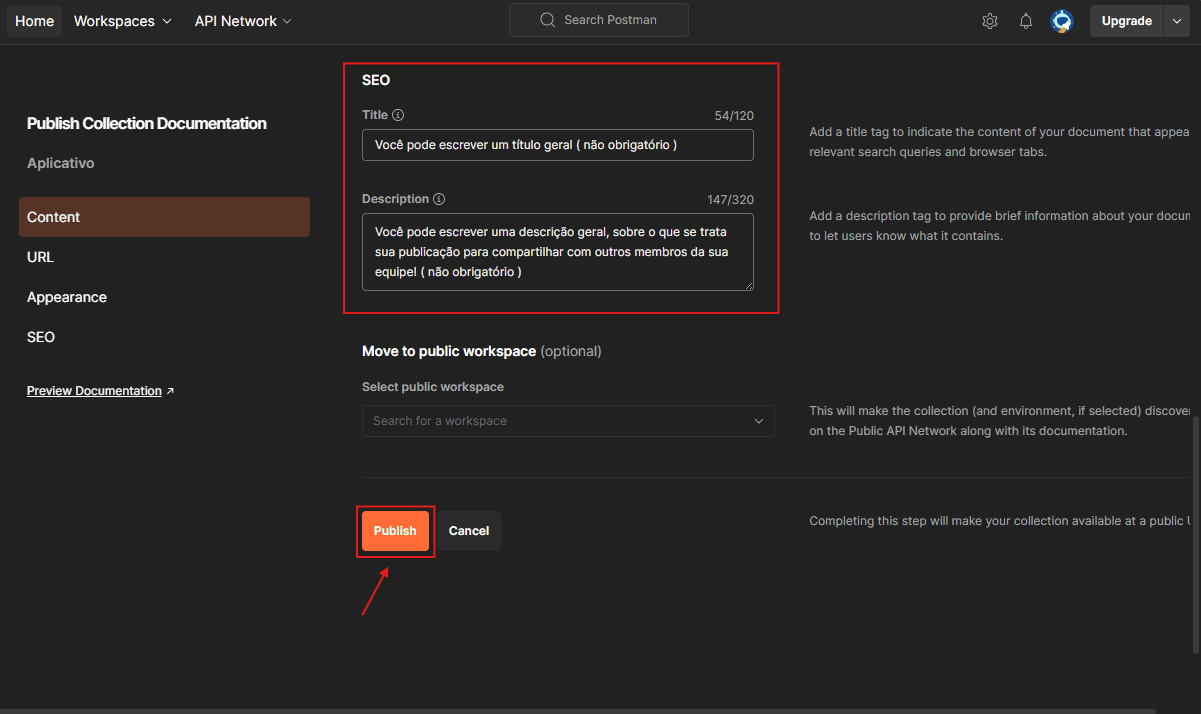 Home Workspaces API Network Search Postman Upgrade
Publish Collection Documentation
Aplicativo
Content
URL
Appearance
SEO
Preview Documentation ↗
SEO
Title 54/120
Você pode escrever um título geral ( não obrigatório )
Add a title tag to indicate the content of your document that appea
relevant search queries and browser tabs.
Description 147/320
Você pode escrever uma descrição geral, sobre o que se trata
sua publicação para compartilhar com outros membros da sua
equipe! ( não obrigatório )
Add a description tag to provide brief information about your docum
to let users know what it contains.
Move to public workspace (optional)
Select public workspace
Search for a workspace
This will make the collection (and environment, if selected) discover
on the Public API Network along with its documentation.
Publish Cancel
Completing this step will make your collection available at a public